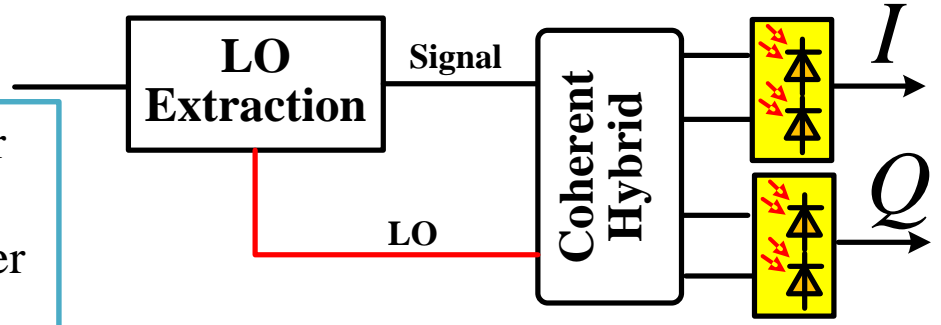 LO
Extraction
Signal
LO
Coherent
Hybrid
I
Q